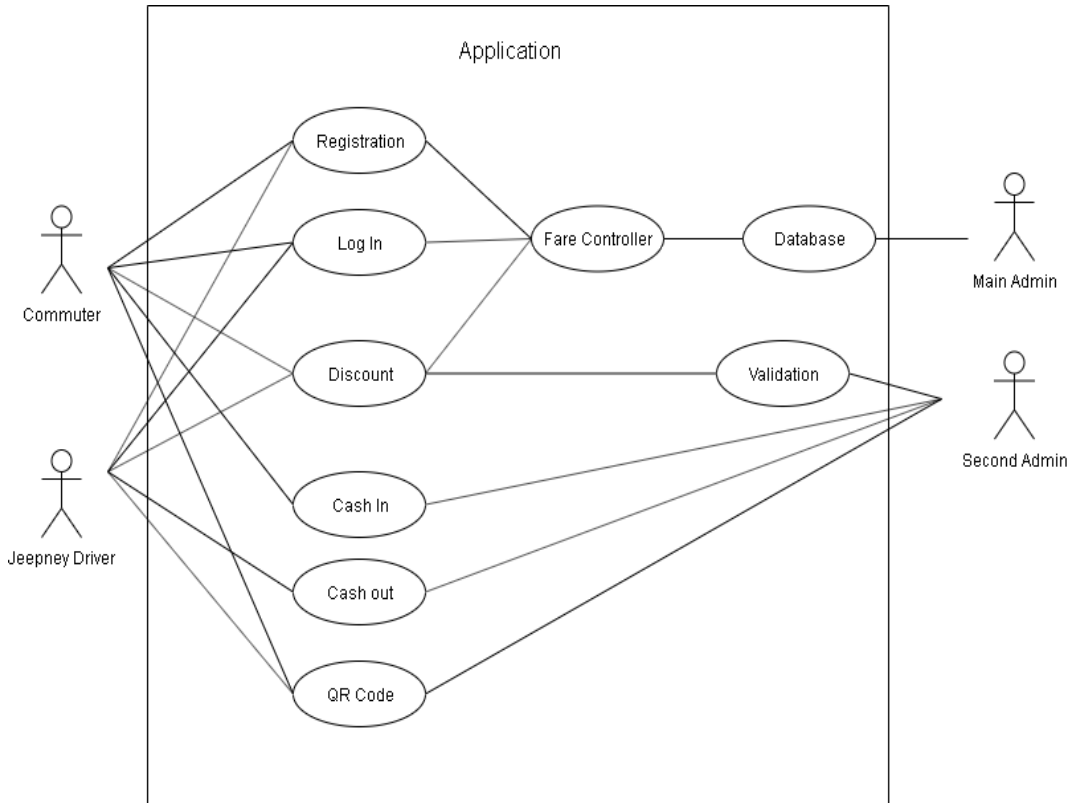 Application
Registration
Log In
Fare Controller
Database
Main Admin
Commuter
Discount
Validation
Second Admin
Cash In
Jeepney Driver
Cash out
QR Code